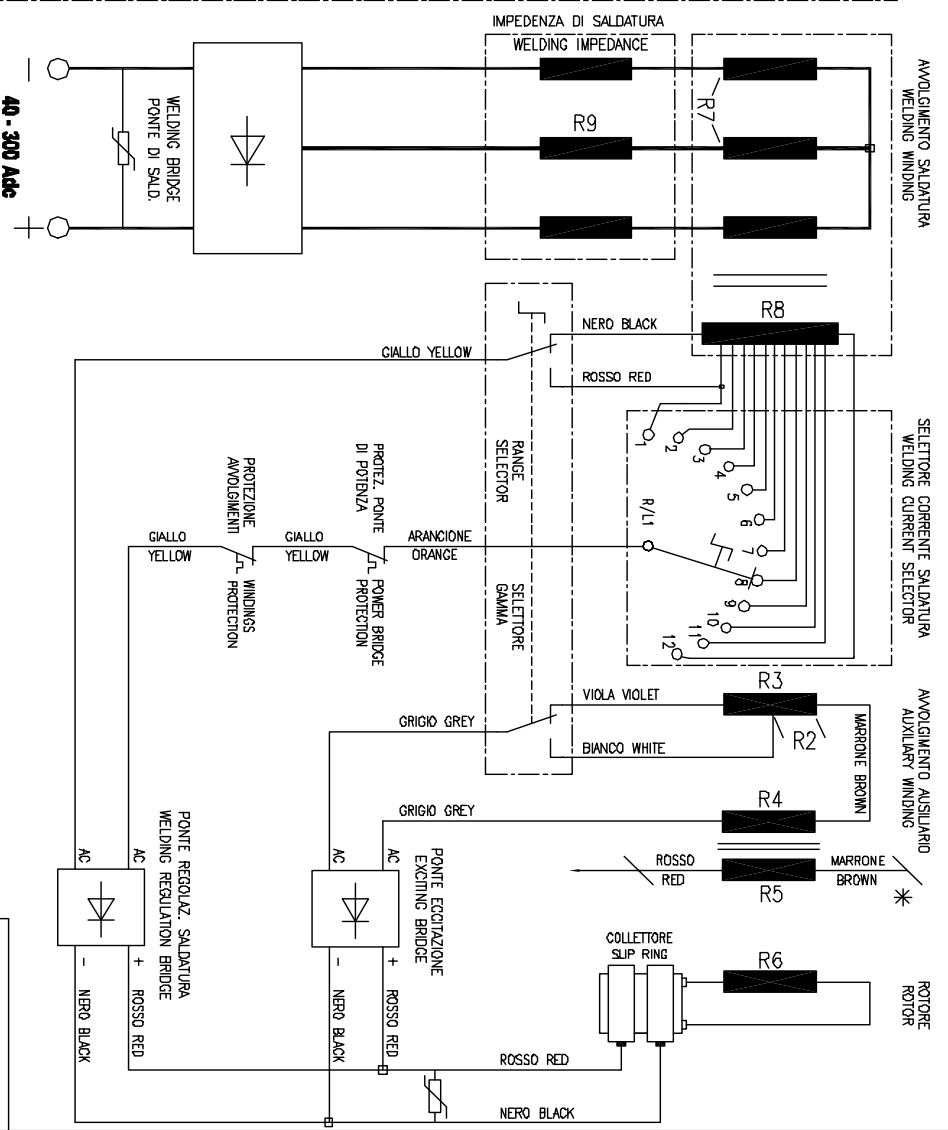 IMPEDENZA DI SALDATURA
WELDING IMPEDANCE
AVVOLGIMENTO SALDATURA
WELDING WINDING
R7
R9
WELDING BRIDGE
PONTE DI SALD.
−
40 - 300 Adc
+
R8
NERO BLACK
GIALLO YELLOW
ROSSO RED
SELETTORE CORRENTE SALDATURA
WELDING CURRENT SELECTOR
1
2
3
4
5
6
7
8
9
10
11
12
R/L1
RANGE
SELECTOR
SELETTORE
GAMMA
PROTEZ. PONTE
DI POTENZA
POWER BRIDGE
PROTECTION
PROTEZIONE
AVVOLGIMENTI
WINDINGS
PROTECTION
GIALLO
YELLOW
GIALLO
YELLOW
ARANCIONE
ORANGE
R3
VIOLA VIOLET
R2
MARRONE BROWN
AVVOLGIMENTO AUSILIARIO
AUXILIARY WINDING
GRIGIO GREY
BIANCO WHITE
R4
GRIGIO GREY
ROSSO
RED
MARRONE
BROWN
*
R5
PONTE REGOLAZ. SALDATURA
WELDING REGULATION BRIDGE
AC
AC
−
+
NERO BLACK
ROSSO RED
PONTE ECCITAZIONE
EXCITING BRIDGE
AC
AC
−
+
NERO BLACK
ROSSO RED
COLLETTORE
SLIP RING
R6
ROTORE
ROTOR
ROSSO RED
NERO BLACK